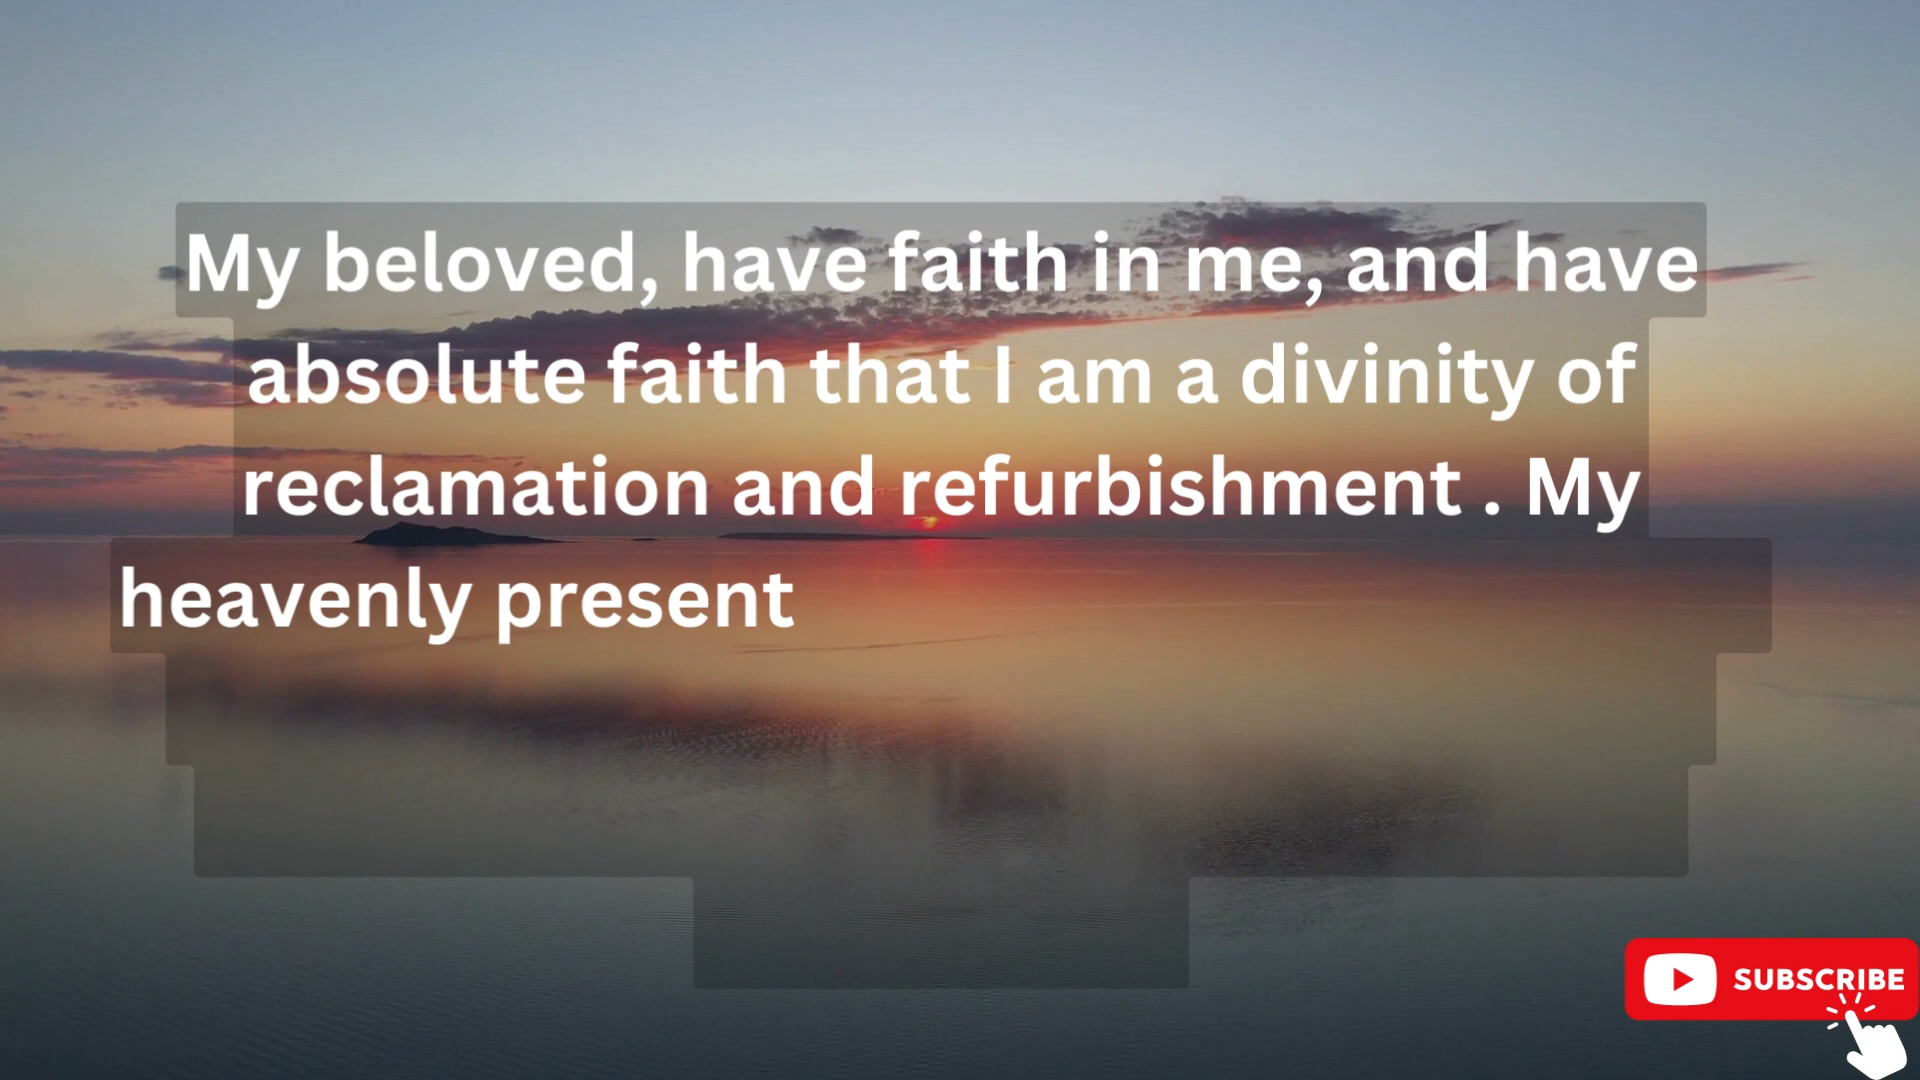 My beloved, have faith in me, and have
absolute faith that I am a divinity of
reclamation and refurbishment . My
heavenly present
SUBSCRIBE